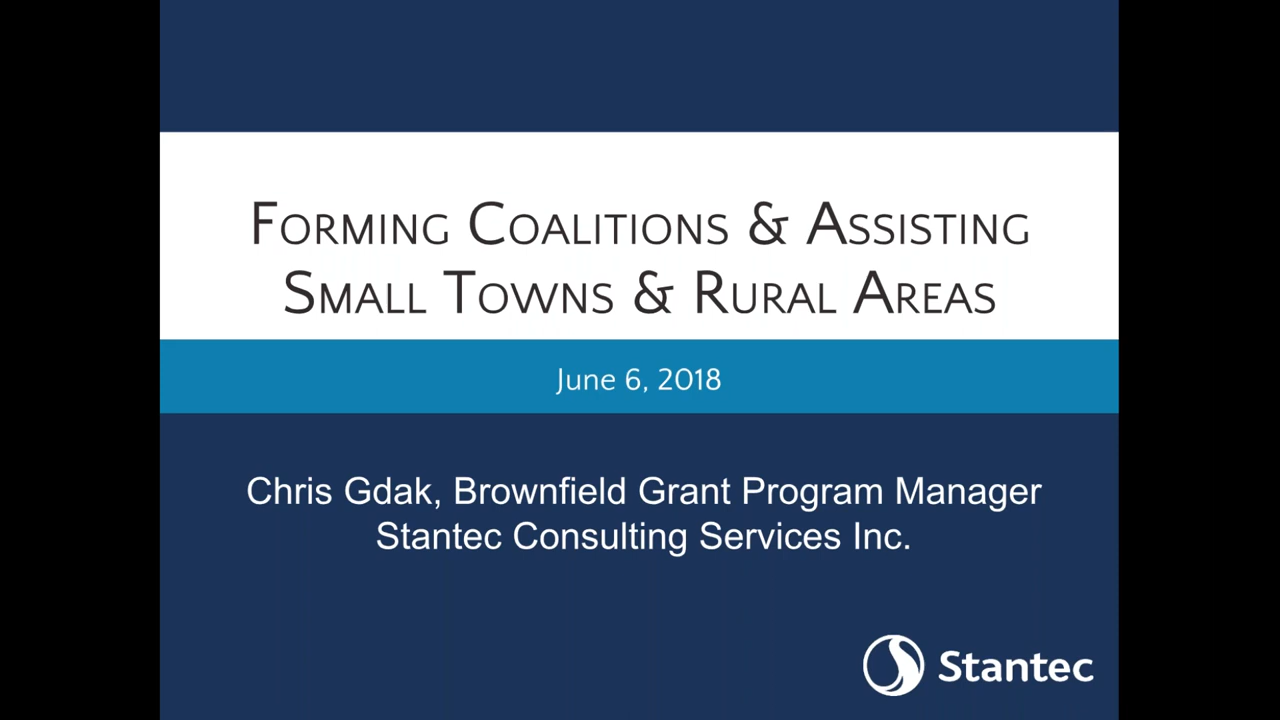 Forming Coalitions & Assisting
Small Towns & Rural Areas
June 6, 2018
Chris Gdak, Brownfield Grant Program Manager
Stantec Consulting Services Inc.
Stantec